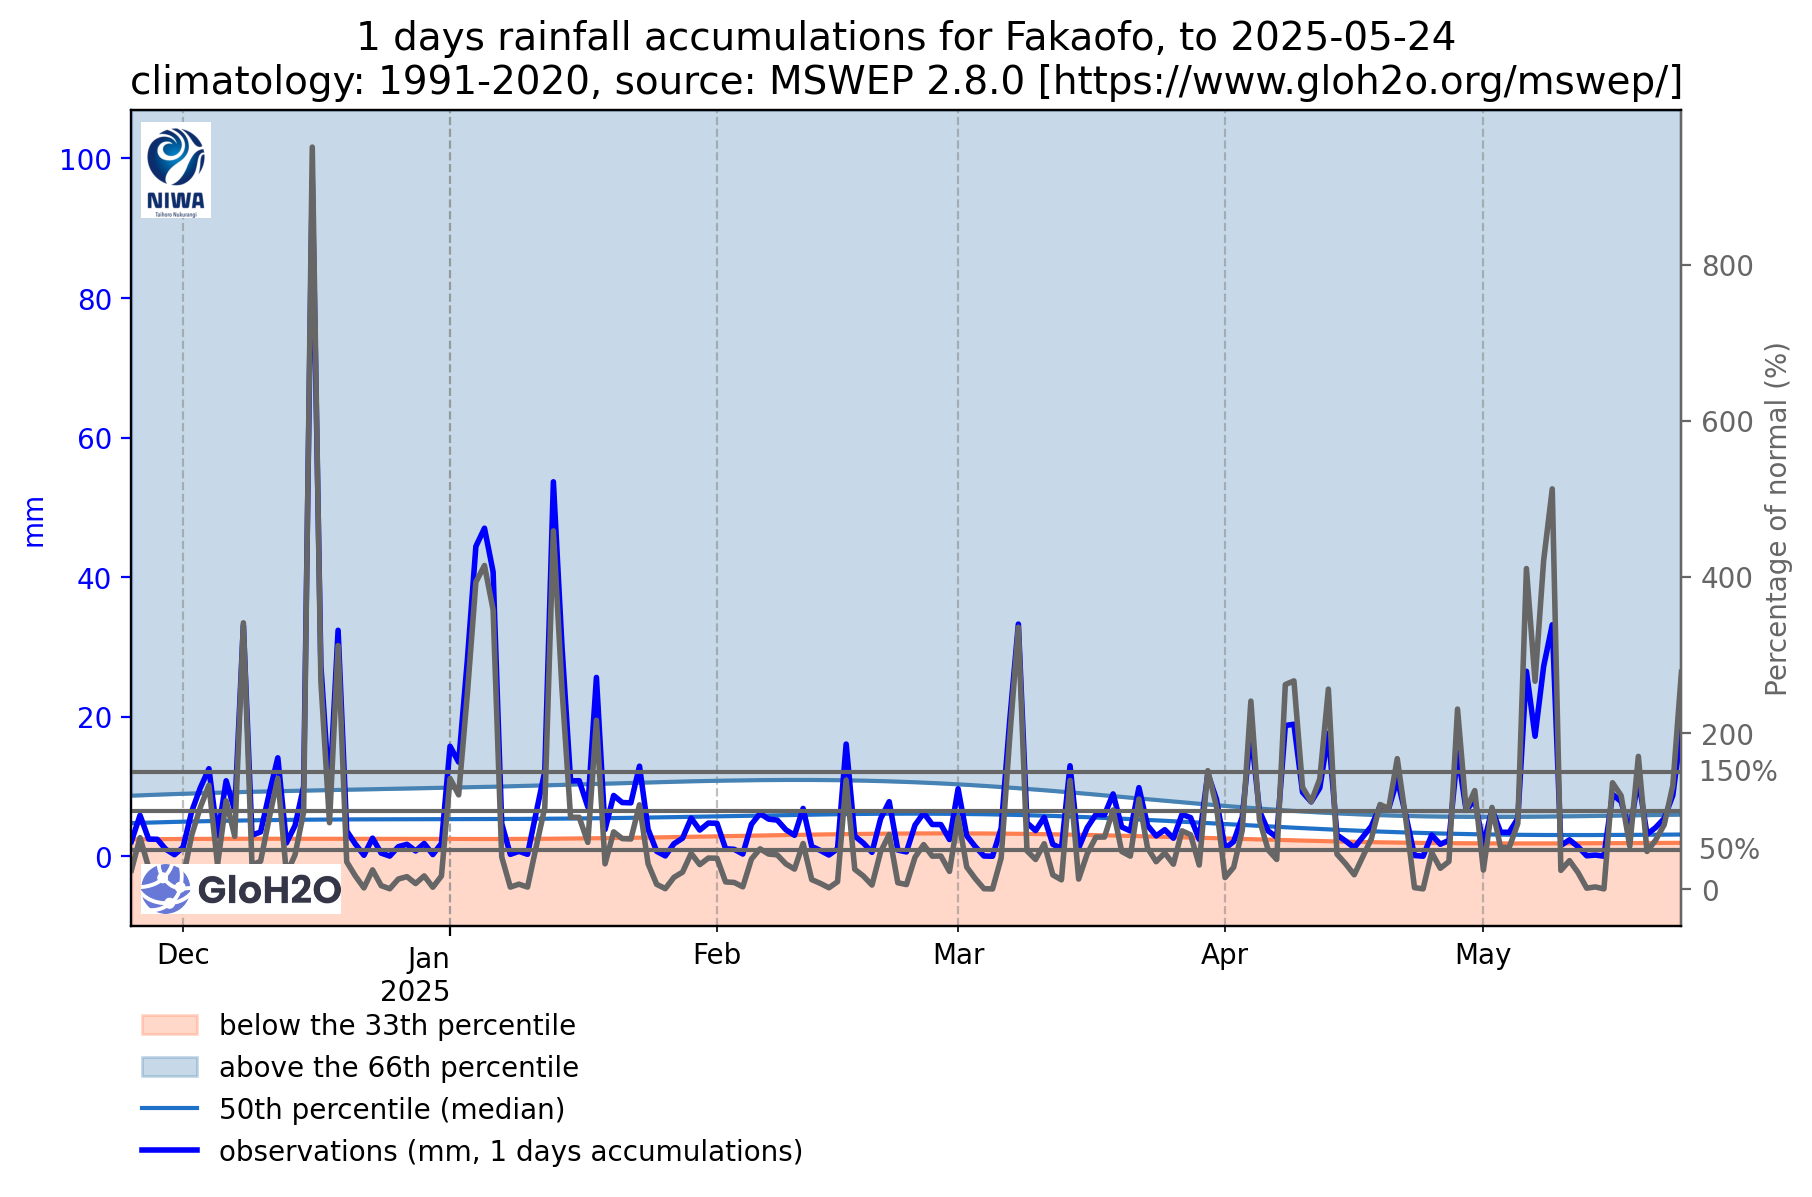 1 days rainfall accumulations for Fakaofo, to 2025-05-24
climatology: 1991-2020, source: MSWEP 2.8.0 [https://www.gloh2o.org/mswep/]
NIWA
Taihoro Nukurangi
100
80
60
40
20
0
mm
800
600
400
200
150%
50%
0
Percentage of normal (%)
GloH2O
Dec
Jan
2025
Feb
Mar
Apr
May
below the 33th percentile
above the 66th percentile
50th percentile (median)
observations (mm, 1 days accumulations)